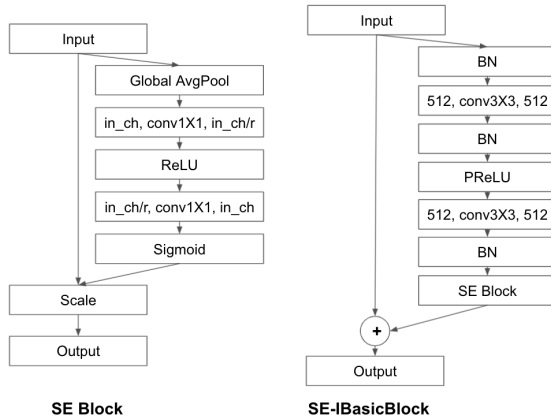 Input
Global AvgPool
in_ch, conv1X1, in_ch/r
ReLU
in_ch/r, conv1X1, in_ch
Sigmoid
Scale
Output
SE Block
Input
BN
512, conv3X3, 512
BN
PReLU
512, conv3X3, 512
BN
SE Block
+
Output
SE-IBasicBlock